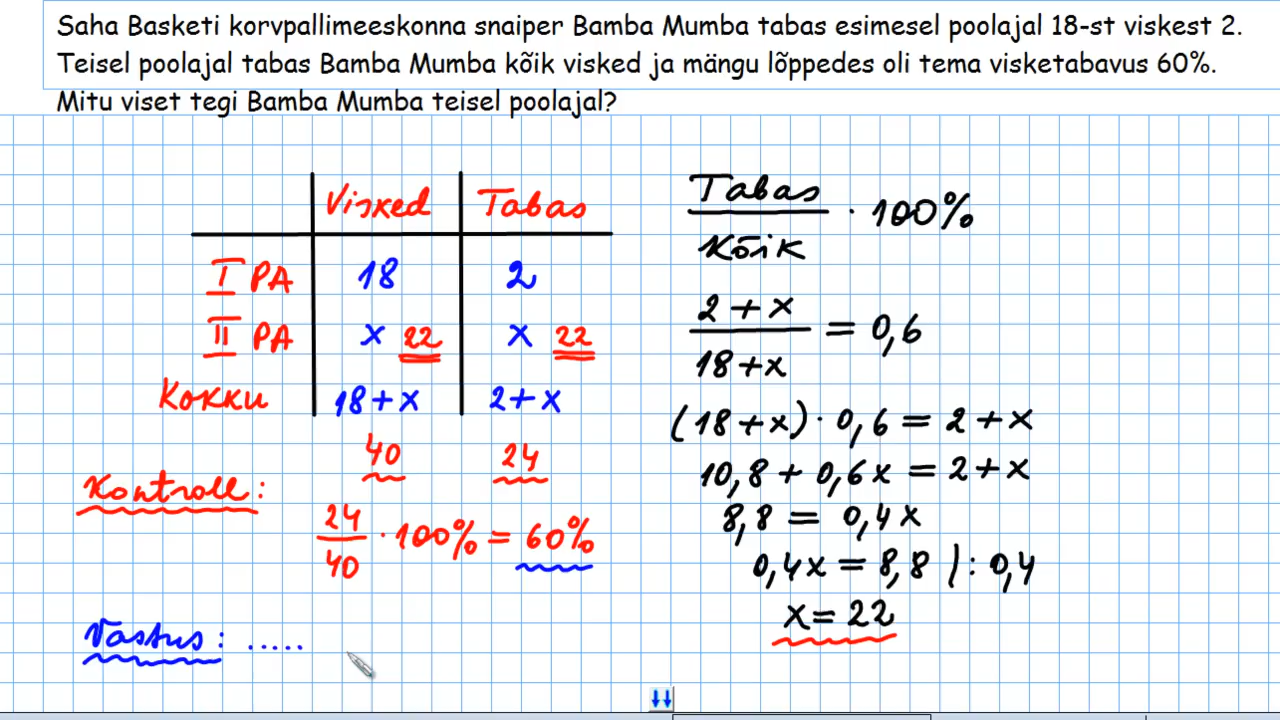 Saha Basketi korvpallimeeskonna snaiper Bamba Mumba tabas esimesel poolajal 18-st viskest 2.
Teisel poolajal tabas Bamba Mumba kõik visked ja mängu lõppedes oli tema visketabavus 60%.
Mitu viset tegi Bamba Mumba teisel poolajal?
Visked Tabas
I PA 18 2
II PA x 22 x 22
Kokku 18+x 2+x
40 24
Kontroll:
24/40 · 100% = 60%
Vastus: .....
Tabas/Kõik · 100%
2+x/18+x = 0,6
(18+x) · 0,6 = 2+x
10,8 + 0,6x = 2+x
8,8 = 0,4x
0,4x = 8,8 |: 0,4
x = 22